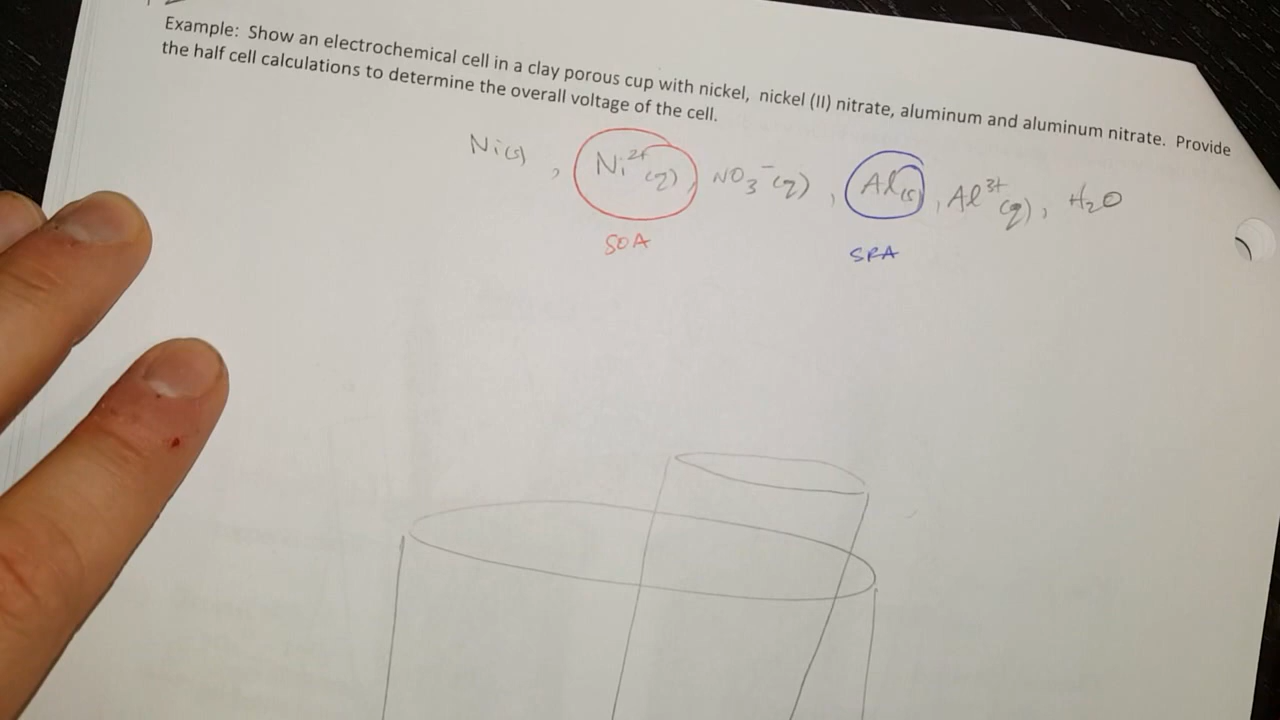 Example: Show an electrochemical cell in a clay porous cup with nickel, nickel (II) nitrate, aluminum and aluminum nitrate. Provide
the half cell calculations to determine the overall voltage of the cell.
Ni(s), Ni²⁺(aq), NO₃⁻(aq), Al(s), Al³⁺(aq), H₂O
SOA SRA